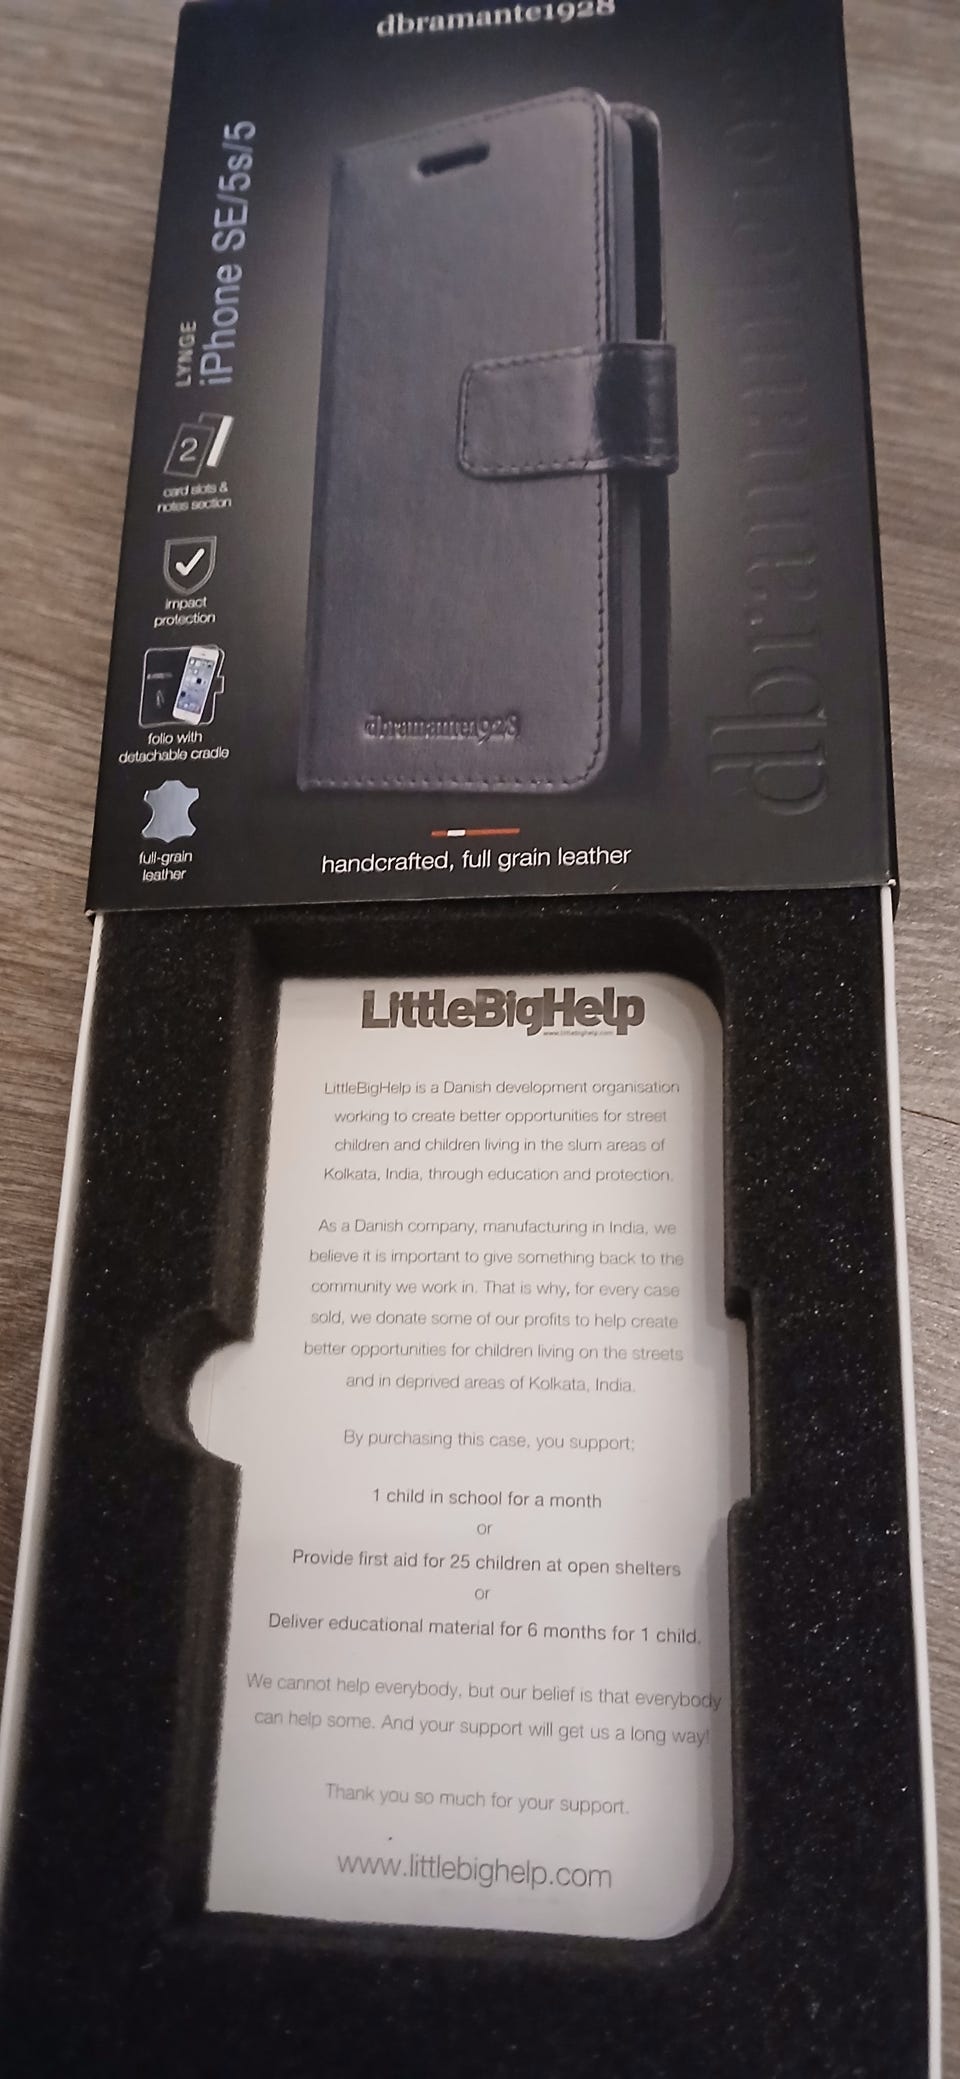 dbramante1928
LYNGE
iPhone SE/5s/5
2
card slots &
notes section
impact
protection
folio with
detachable cradle
full-grain
leather
dbramante1928
dbramante1928
handcrafted, full grain leather
LittleBigHelp
www.littlebighelp.com
LittleBigHelp is a Danish development organisation
working to create better opportunities for street
children and children living in the slum areas of
Kolkata, India, through education and protection.
As a Danish company, manufacturing in India, we
believe it is important to give something back to the
community we work in. That is why, for every case
sold, we donate some of our profits to help create
better opportunities for children living on the streets
and in deprived areas of Kolkata, India.
By purchasing this case, you support;
1 child in school for a month
or
Provide first aid for 25 children at open shelters
or
Deliver educational material for 6 months for 1 child.
We cannot help everybody, but our belief is that everybody
can help some. And your support will get us a long way!
Thank you so much for your support.
www.littlebighelp.com